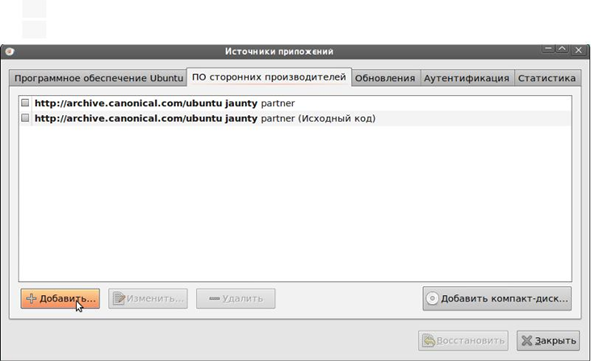 Источники приложений
Программное обеспечение Ubuntu ПО сторонних производителей Обновления Аутентификация Статистика
http://archive.canonical.com/ubuntu jaunty partner
http://archive.canonical.com/ubuntu jaunty partner (Исходный код)
Добавить... Изменить... Удалить Добавить компакт-диск...
Восстановить Закрыть